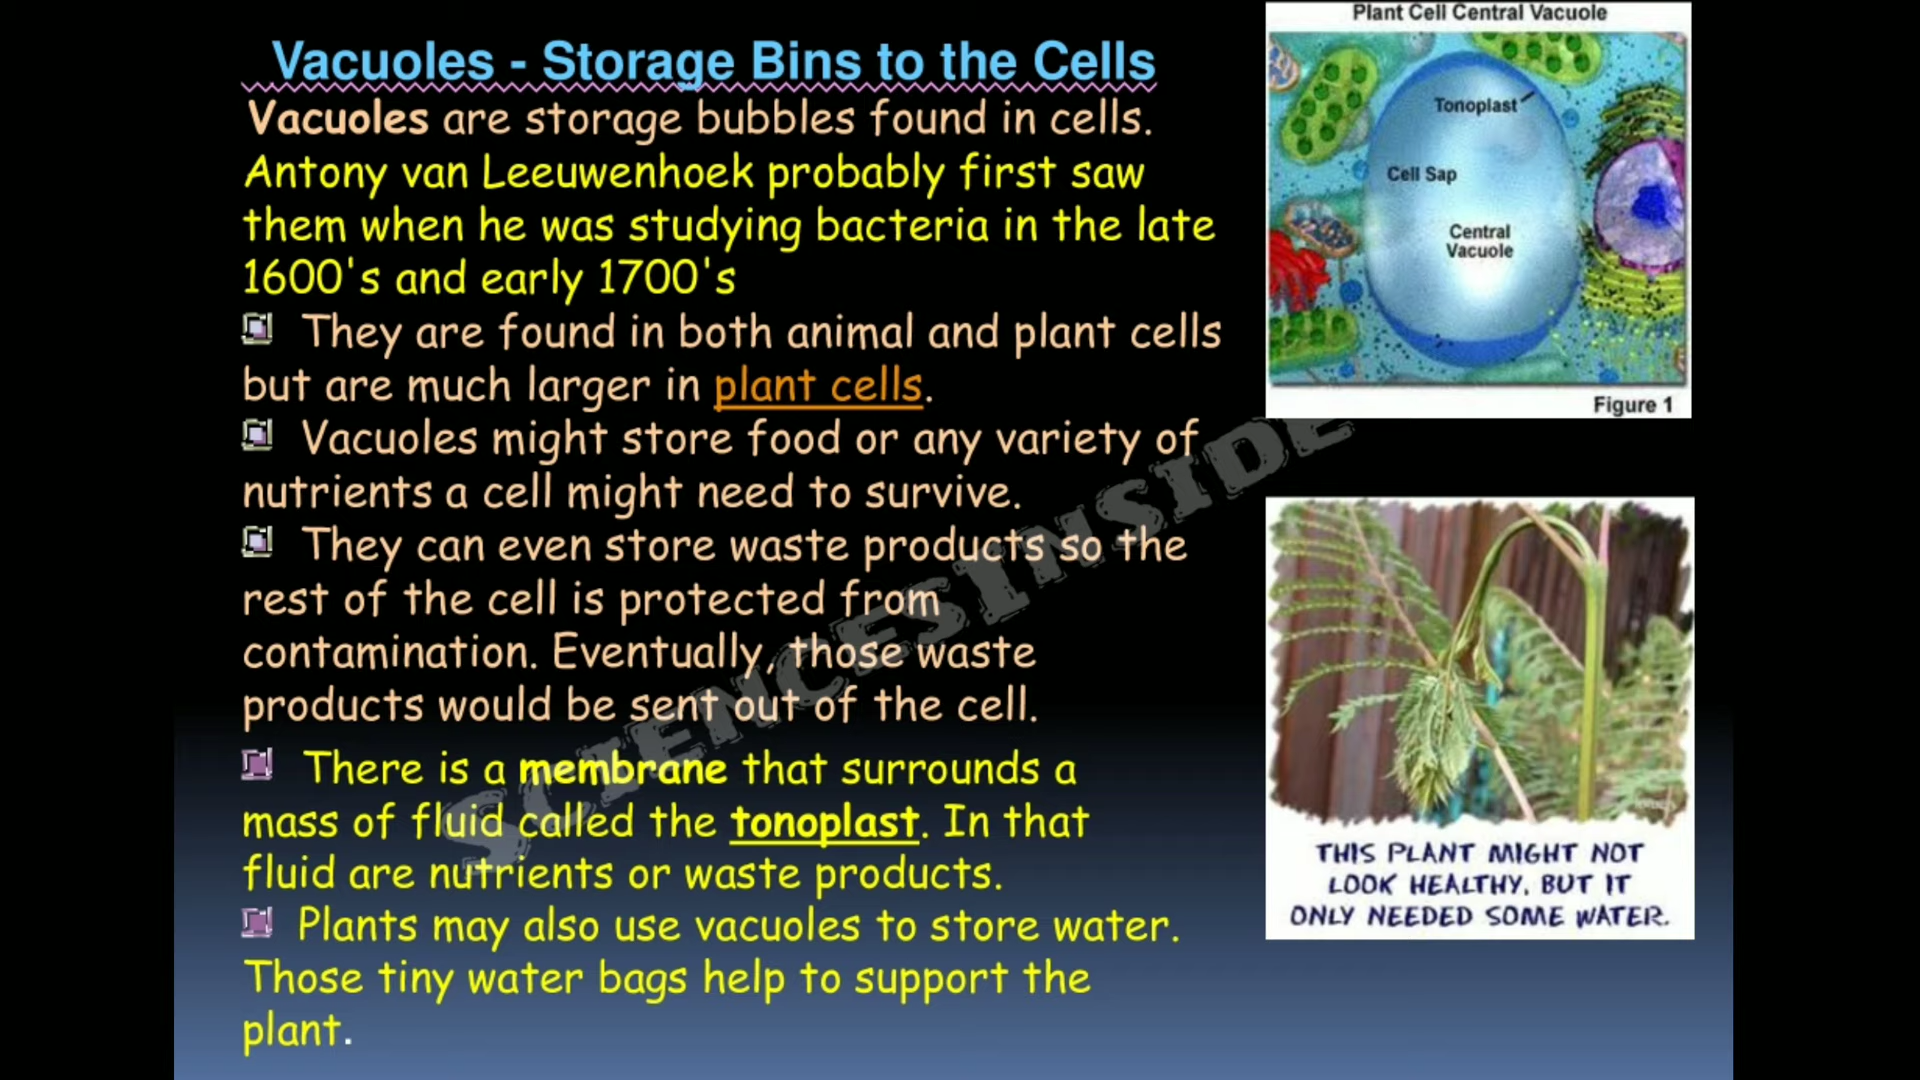 Vacuoles - Storage Bins to the Cells
Vacuoles are storage bubbles found in cells.
Antony van Leeuwenhoek probably first saw
them when he was studying bacteria in the late
1600's and early 1700's
They are found in both animal and plant cells
but are much larger in plant cells.
Vacuoles might store food or any variety of
nutrients a cell might need to survive.
They can even store waste products so the
rest of the cell is protected from
contamination. Eventually, those waste
products would be sent out of the cell.
There is a membrane that surrounds a
mass of fluid called the tonoplast. In that
fluid are nutrients or waste products.
Plants may also use vacuoles to store water.
Those tiny water bags help to support the
plant.
SCIENCESINSIDE
Plant Cell Central Vacuole
Tonoplast
Cell Sap
Central
Vacuole
Figure 1
THIS PLANT MIGHT NOT
LOOK HEALTHY, BUT IT
ONLY NEEDED SOME WATER.